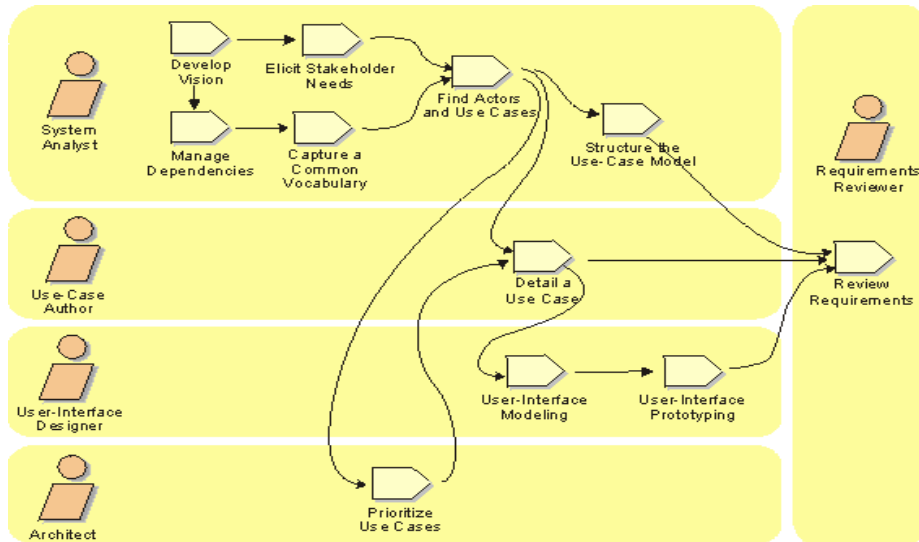 Develop
Vision
Elicit Stakeholder
Needs
Find Actors
and Use Cases
System
Analyst
Manage
Dependencies
Capture a
Common
Vocabulary
Structure the
Use-Case Model
Requirements
Reviewer
Use-Case
Author
Detail a
Use Case
Review
Requirements
User-Interface
Designer
User-Interface
Modeling
User-Interface
Prototyping
Architect
Prioritize
Use Cases